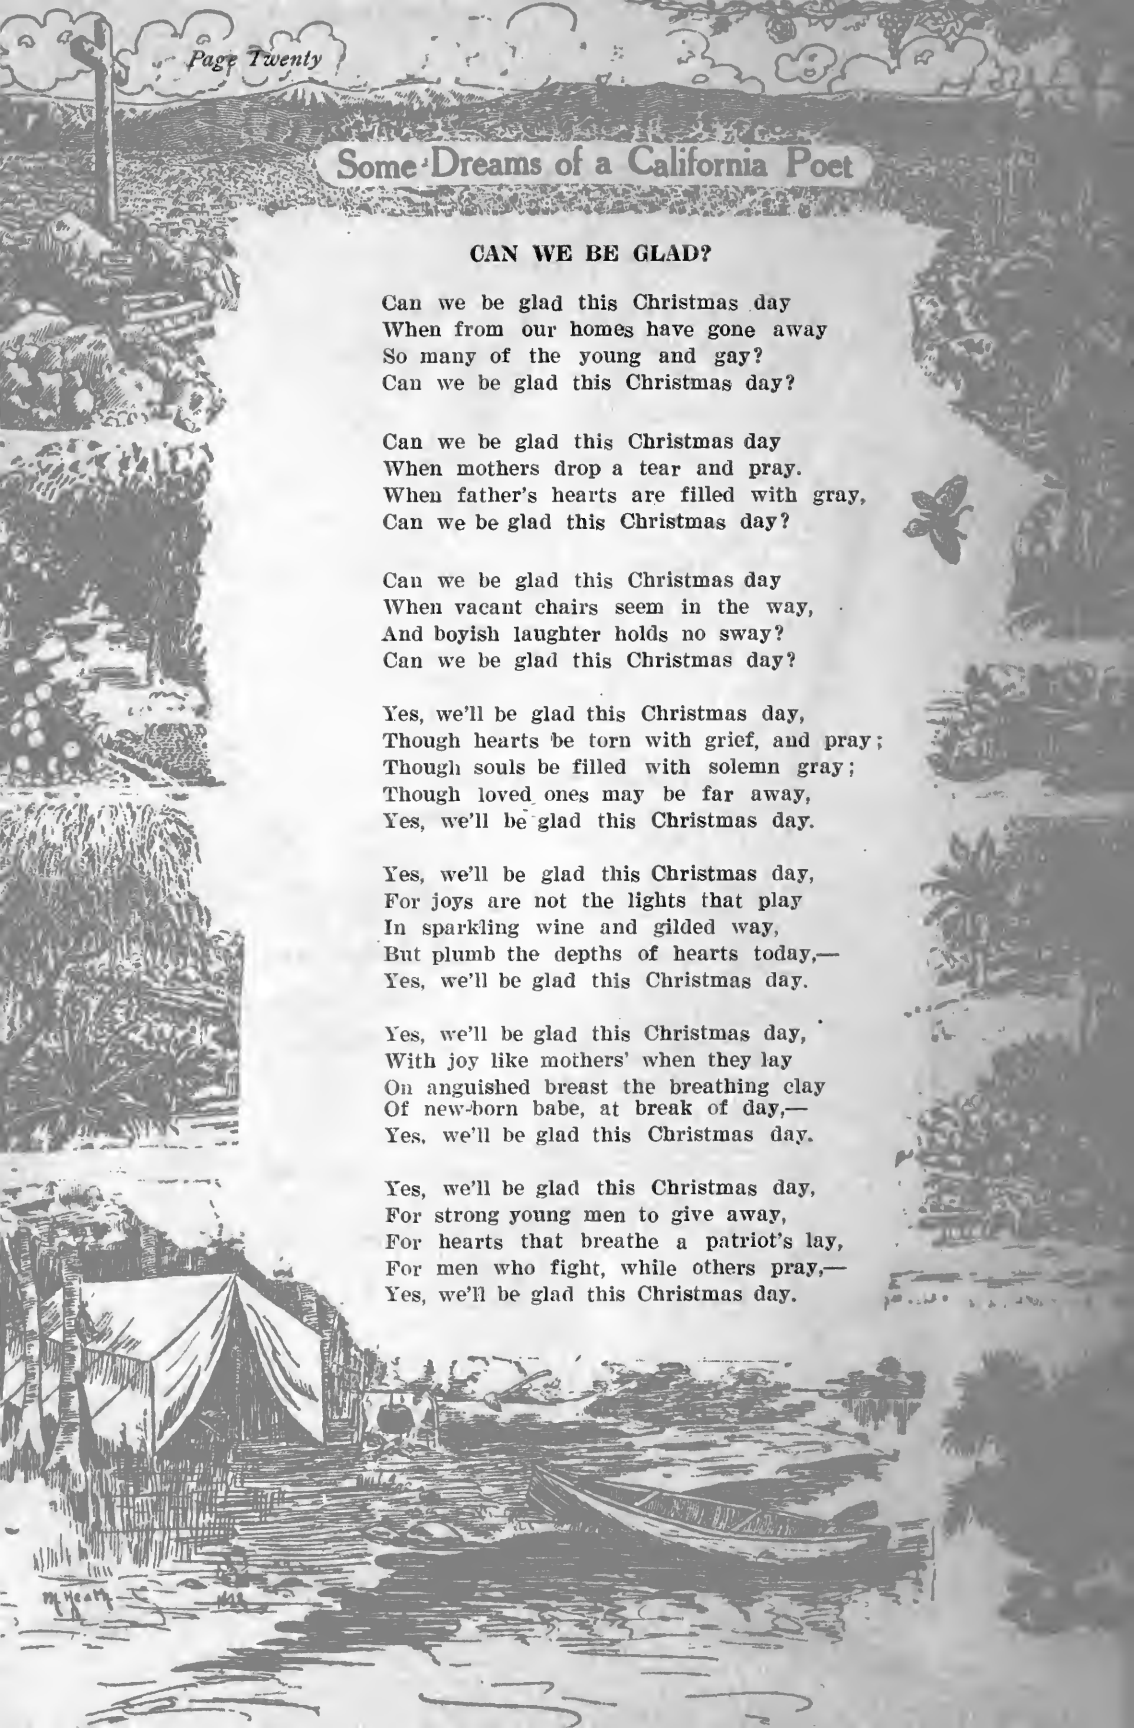 Page Twenty
Some Dreams of a California Poet
CAN WE BE GLAD?
Can we be glad this Christmas day
When from our homes have gone away
So many of the young and gay?
Can we be glad this Christmas day?
Can we be glad this Christmas day
When mothers drop a tear and pray.
When father's hearts are filled with gray,
Can we be glad this Christmas day?
Can we be glad this Christmas day
When vacant chairs seem in the way,
And boyish laughter holds no sway?
Can we be glad this Christmas day?
Yes, we'll be glad this Christmas day,
Though hearts be torn with grief, and pray;
Though souls be filled with solemn gray;
Though loved ones may be far away,
Yes, we'll be glad this Christmas day.
Yes, we'll be glad this Christmas day,
For joys are not the lights that play
In sparkling wine and gilded way,
But plumb the depths of hearts today,—
Yes, we'll be glad this Christmas day.
Yes, we'll be glad this Christmas day,
With joy like mothers' when they lay
On anguished breast the breathing clay
Of new-born babe, at break of day,—
Yes, we'll be glad this Christmas day.
Yes, we'll be glad this Christmas day,
For strong young men to give away,
For hearts that breathe a patriot's lay,
For men who fight, while others pray,—
Yes, we'll be glad this Christmas day.
M Heath